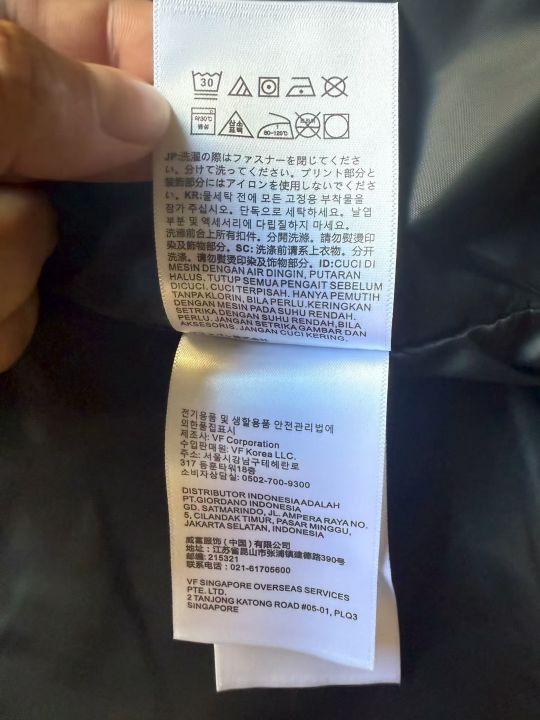 30
약30℃
중성
산소
표백
80-120℃
JP:洗濯の際はファスナーを閉じてくださ
い。分けて洗ってください。プリント部分と
装飾部分にはアイロンを使用しないでくださ
い。KR:물세탁 전에 모든 고정용 부착물을
잠가 주십시오. 단독으로 세탁하세요. 날염
부분 및 액세서리에 다림질하지 마세요.
洗滌前合上所有扣件。分開洗滌。請勿熨燙印
染及飾物部分。SC: 洗涤前请系上衣物。分开
洗涤。请勿熨烫印染及饰物部分。ID:CUCI DI
MESIN DENGAN AIR DINGIN, PUTARAN
HALUS. TUTUP SEMUA PENGAIT SEBELUM
DICUCI. CUCI TERPISAH. HANYA PEMUTIH
TANPA KLORIN, BILA PERLU. KERINGKAN
DENGAN MESIN PADA SUHU RENDAH.
SETRIKA DENGAN SUHU RENDAH,BILA
PERLU. JANGAN SETRIKA GAMBAR DAN
AKSESORIS. JANGAN CUCI KERING.
전기용품 및 생활용품 안전관리법에
의한품질표시
제조사: VF Corporation
수입판매원: VF Korea LLC.
주소: 서울시강남구테헤란로
317 동훈타워18층
소비자상담실: 0502-700-9300
DISTRIBUTOR INDONESIA ADALAH
PT.GIORDANO INDONESIA
GD. SATMARINDO, JL. AMPERA RAYA NO.
5, CILANDAK TIMUR, PASAR MINGGU,
JAKARTA SELATAN, INDONESIA
威富服饰（中国）有限公司
地址：江苏省昆山市张浦镇建德路390号
邮编: 215321
联系电话：021-61705600
VF SINGAPORE OVERSEAS SERVICES
PTE. LTD.
2 TANJONG KATONG ROAD #05-01, PLQ3
SINGAPORE